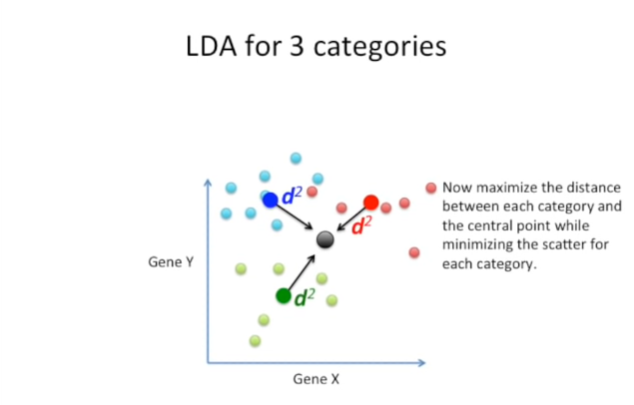 LDA for 3 categories
d²
d²
Now maximize the distance
between each category and
the central point while
minimizing the scatter for
each category.
Gene Y
d²
Gene X